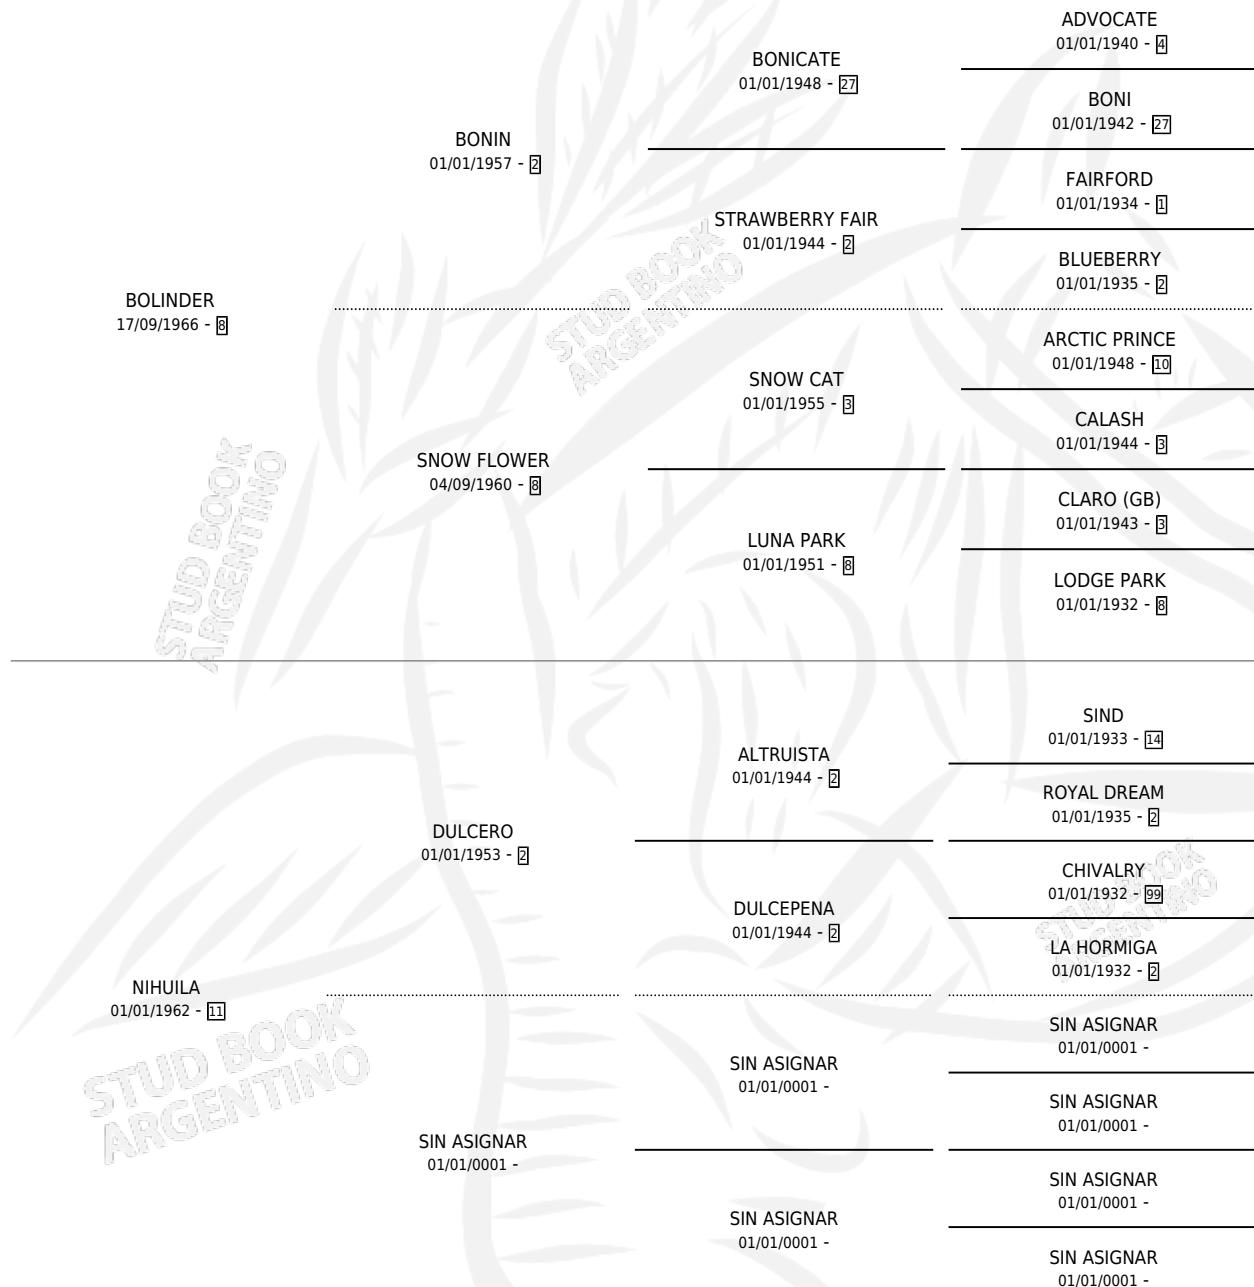 ADVOCATE
01/01/1940 - 4
BONICATE
01/01/1948 - 27
BONI
01/01/1942 - 27
BONIN
01/01/1957 - 2
FAIRFORD
01/01/1934 - 1
STRAWBERRY FAIR
01/01/1944 - 2
BLUEBERRY
01/01/1935 - 2
BOLINDER
17/09/1966 - 8
ARCTIC PRINCE
01/01/1948 - 10
SNOW CAT
01/01/1955 - 3
CALASH
01/01/1944 - 3
SNOW FLOWER
04/09/1960 - 8
CLARO (GB)
01/01/1943 - 3
LUNA PARK
01/01/1951 - 8
LODGE PARK
01/01/1932 - 8
SIND
01/01/1933 - 14
ALTRUISTA
01/01/1944 - 2
ROYAL DREAM
01/01/1935 - 2
DULCERO
01/01/1953 - 2
CHIVALRY
01/01/1932 - 99
DULCEPENA
01/01/1944 - 2
LA HORMIGA
01/01/1932 - 2
NIHUILA
01/01/1962 - 11
SIN ASIGNAR
01/01/0001 -
SIN ASIGNAR
01/01/0001 -
SIN ASIGNAR
01/01/0001 -
SIN ASIGNAR
01/01/0001 -
SIN ASIGNAR
01/01/0001 -
SIN ASIGNAR
01/01/0001 -
SIN ASIGNAR
01/01/0001 -
STUD BOOK
ARGENTINO
STUD BOOK
ARGENTINO
STUD BOOK
ARGENTINO
STUD BOOK
ARGENTINO